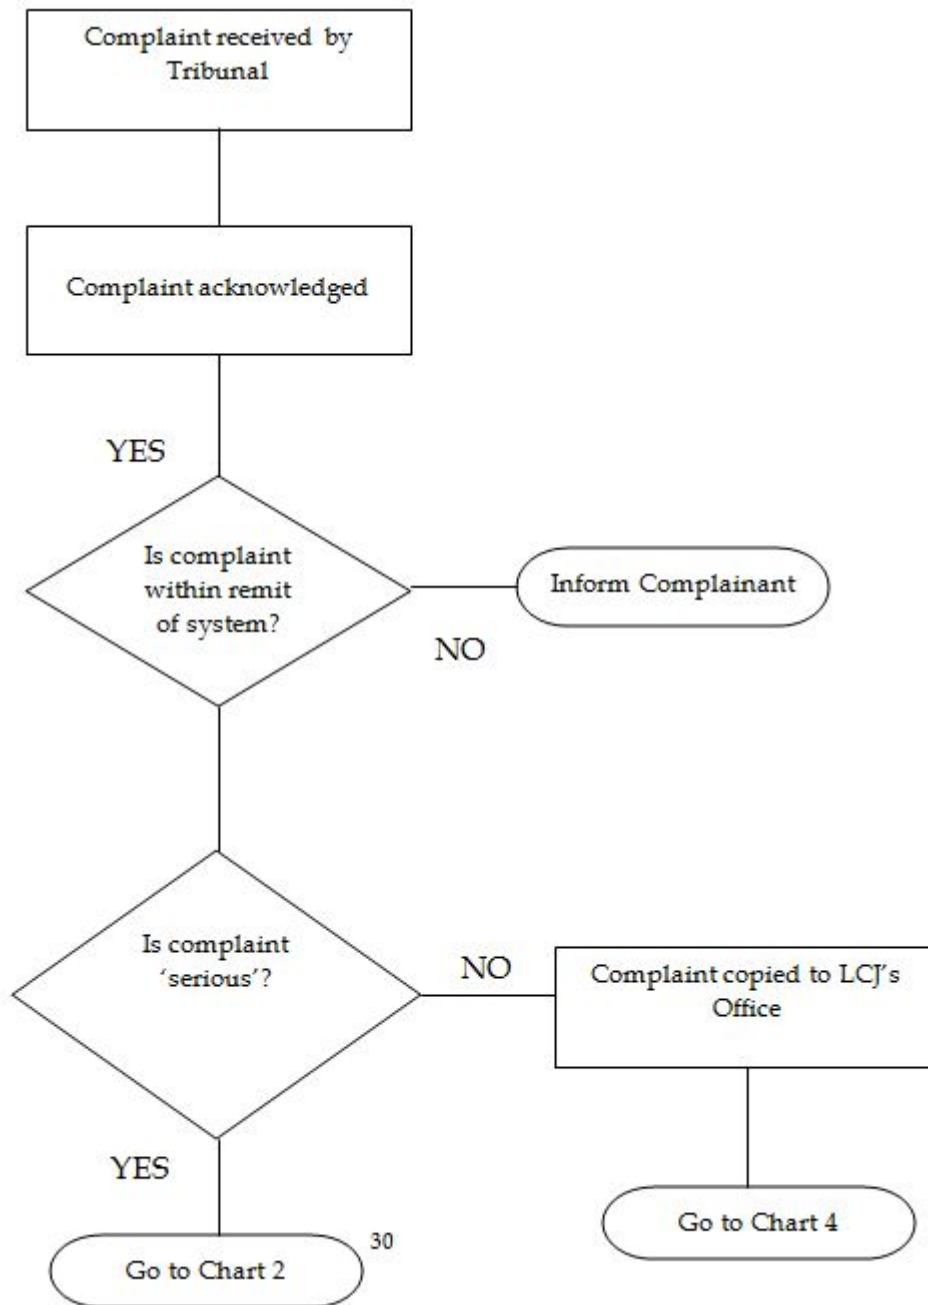 Complaint received by
Tribunal
Complaint acknowledged
YES
Is complaint
within remit
of system?
Inform Complainant
NO
Is complaint
‘serious’?
NO
Complaint copied to LCJ’s
Office
YES
Go to Chart 4
30
Go to Chart 2